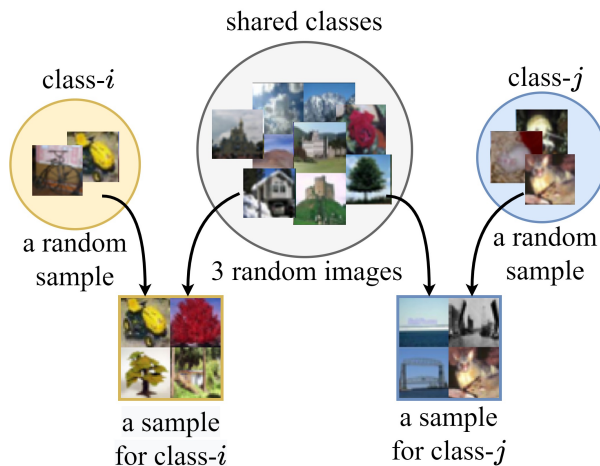 shared classes
class-i
class-j
a random
sample
3 random images
a random
sample
a sample
for class-i
a sample
for class-j